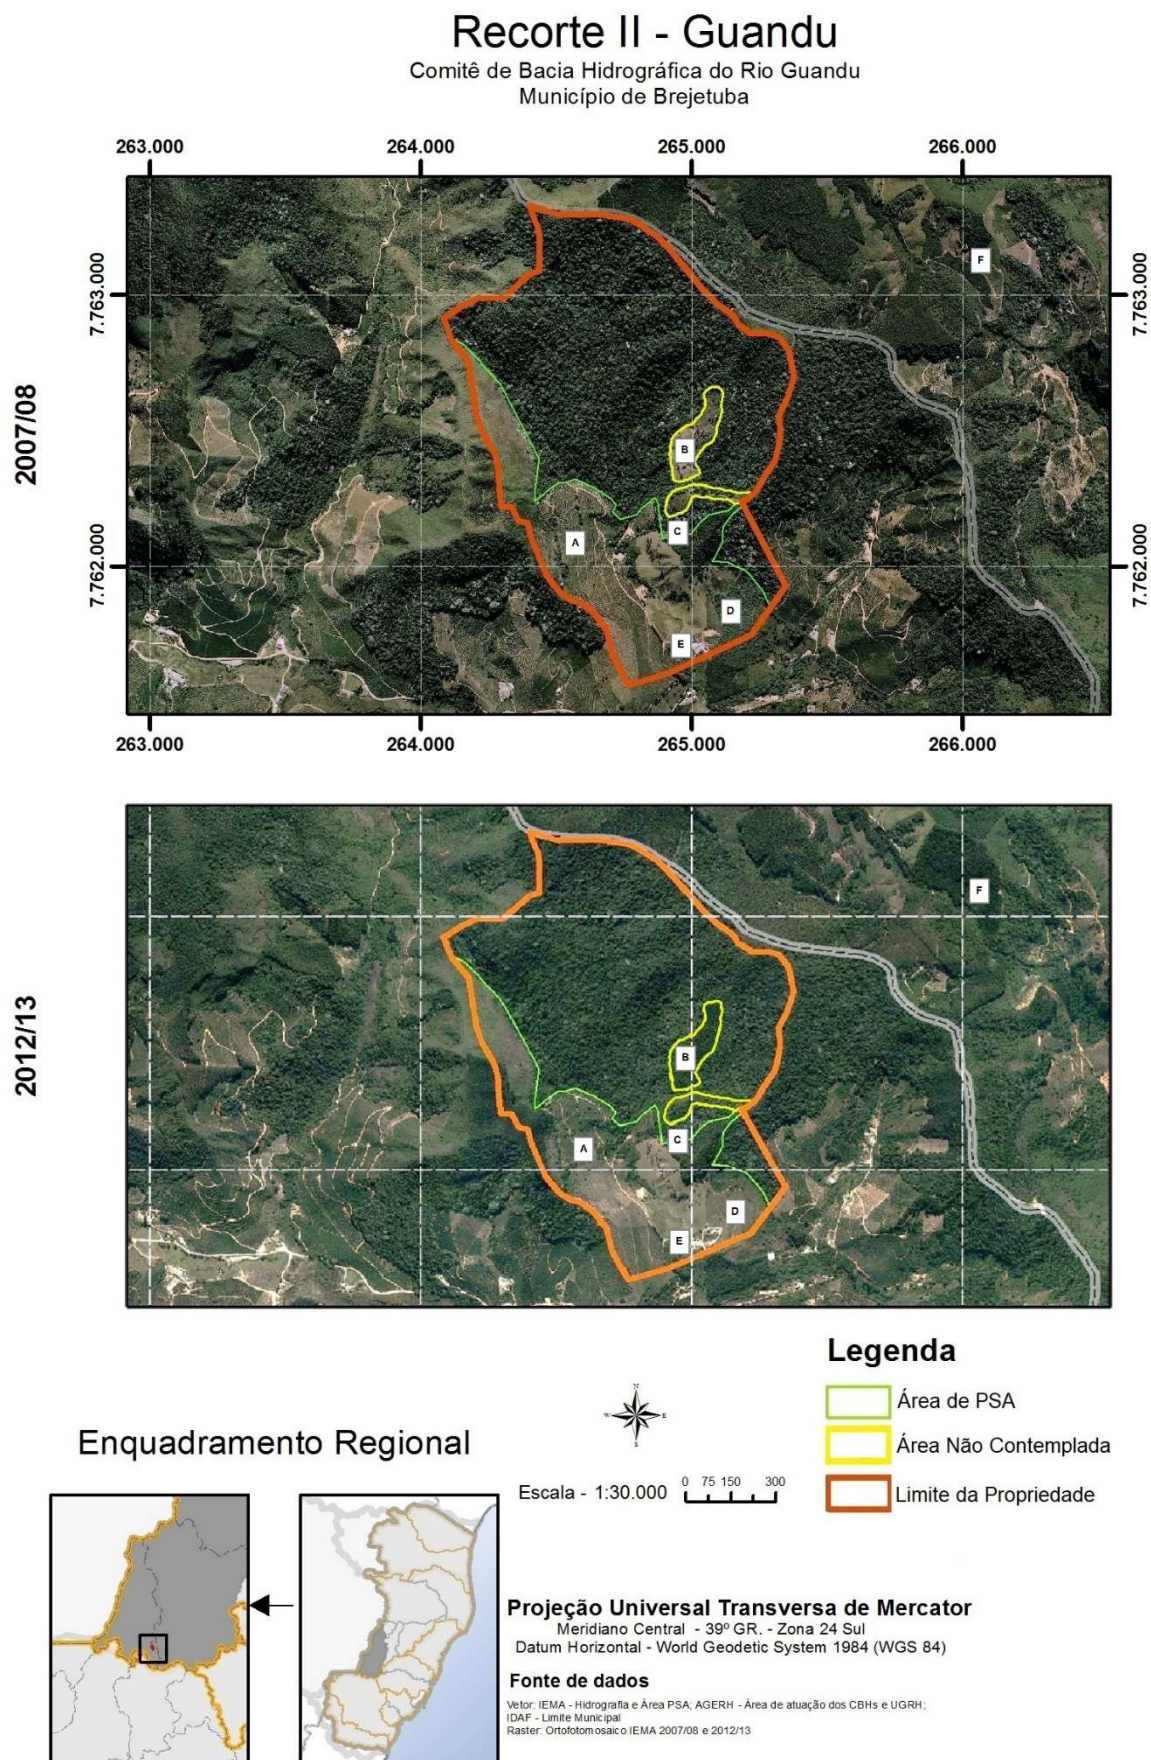 Recorte II - Guandu
Comitê de Bacia Hidrográfica do Rio Guandu
Município de Brejetuba
263.000 264.000 265.000 266.000
2007/08
7.763.000
7.762.000
F
B
A
C
D
E
7.763.000
7.762.000
263.000 264.000 265.000 266.000
2012/13
F
B
C
A
D
E
Legenda
Área de PSA
Área Não Contemplada
Limite da Propriedade
N
W E
S
Escala - 1:30.000
0 75 150 300
Enquadramento Regional
Projeção Universal Transversa de Mercator
Meridiano Central - 39º GR. - Zona 24 Sul
Datum Horizontal - World Geodetic System 1984 (WGS 84)
Fonte de dados
Vetor: IEMA - Hidrografia e Área PSA; AGERH - Área de atuação dos CBHs e UGRH;
IDAF - Limite Municipal
Raster: Ortofotomosaico IEMA 2007/08 e 2012/13